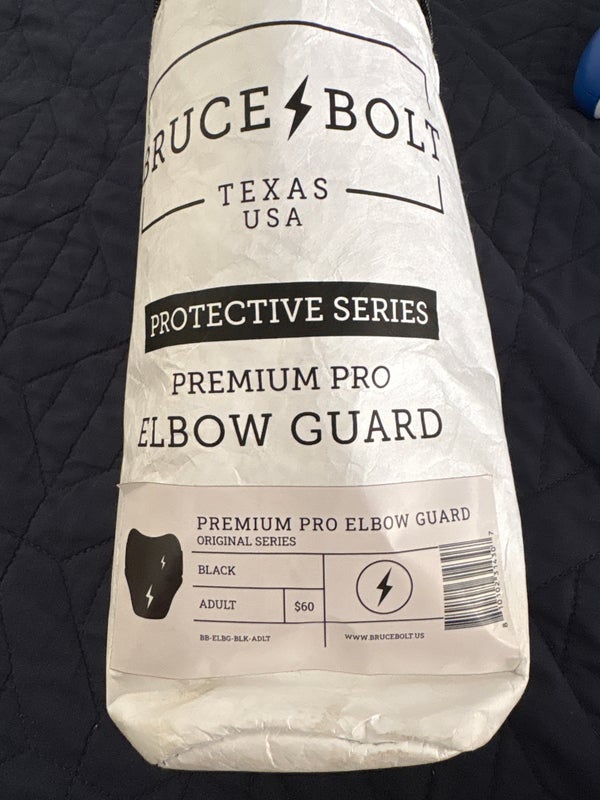 BRUCE BOLT
TEXAS
USA
PROTECTIVE SERIES
PREMIUM PRO
ELBOW GUARD
PREMIUM PRO ELBOW GUARD
ORIGINAL SERIES
BLACK
ADULT $60
BB-ELBG-BLK-ADLT
WWW.BRUCEBOLT.US